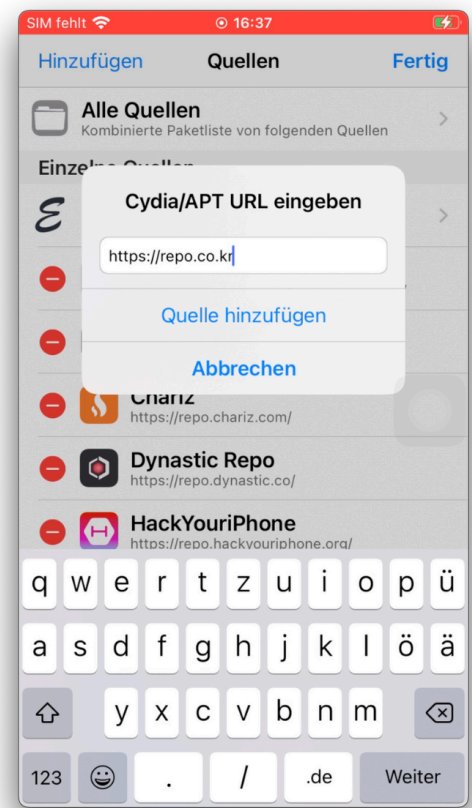 SIM fehlt 16:37
Hinzufügen Quellen Fertig
Alle Quellen
Kombinierte Paketliste von folgenden Quellen
Cydia/APT URL eingeben
https://repo.co.kr
Quelle hinzufügen
Abbrechen
Chariz
https://repo.chariz.com/
Dynastic Repo
https://repo.dynastic.co/
HackYouriPhone
https://repo.hackyouriphone.org/
q w e r t z u i o p ü
a s d f g h j k l ö ä
y x c v b n m
123 . / .de Weiter